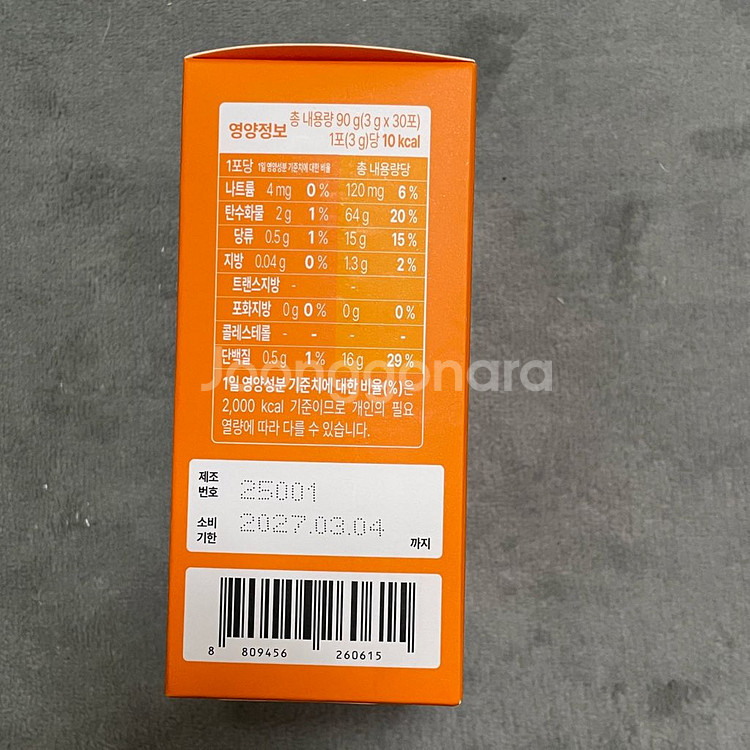 영양정보 총 내용량 90 g(3 g x 30포)
1포(3 g)당 10 kcal
1포당 1일 영양성분 기준치에 대한 비율 총 내용량당
나트륨 4 mg 0 % 120 mg 6 %
탄수화물 2 g 1 % 64 g 20 %
당류 0.5 g 1 % 15 g 15 %
지방 0.04 g 0 % 1.3 g 2 %
트랜스지방 - -
포화지방 0 g 0 % 0 g 0 %
콜레스테롤 - - - -
단백질 0.5 g 1 % 16 g 29 %
Joonggonara
1일 영양성분 기준치에 대한 비율(%)은
2,000 kcal 기준이므로 개인의 필요
열량에 따라 다를 수 있습니다.
제조
번호 25001
소비
기한 2027.03.04 까지
8 809456 260615